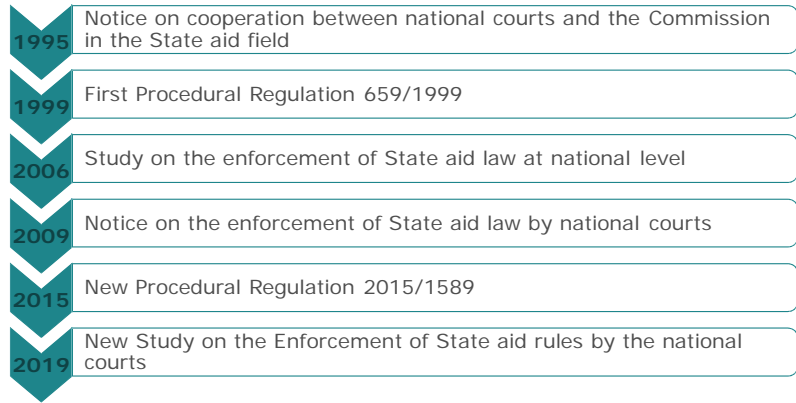 1995
Notice on cooperation between national courts and the Commission
in the State aid field
1999
First Procedural Regulation 659/1999
2006
Study on the enforcement of State aid law at national level
2009
Notice on the enforcement of State aid law by national courts
2015
New Procedural Regulation 2015/1589
2019
New Study on the Enforcement of State aid rules by the national
courts